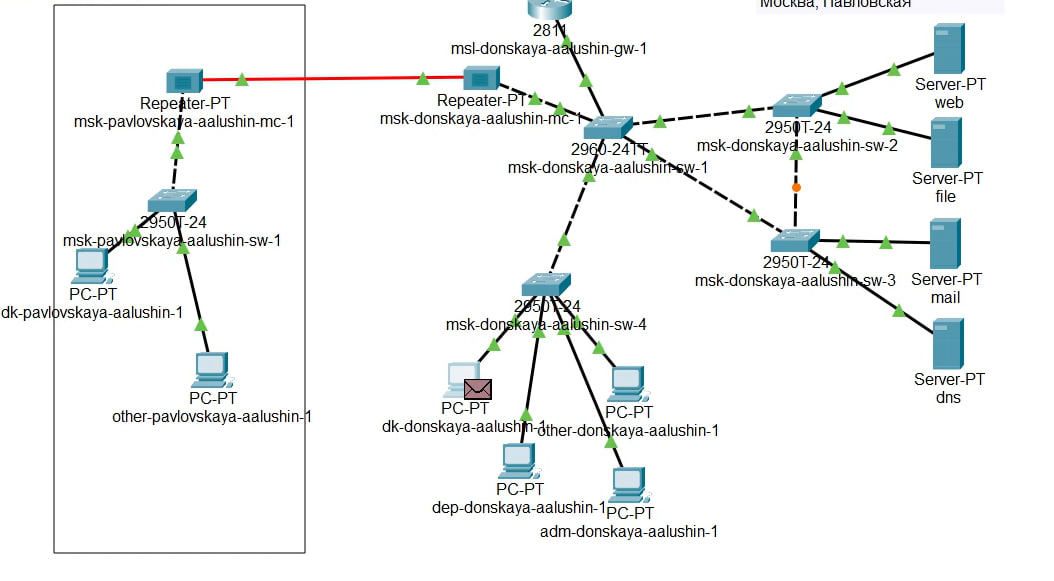 Москва, Павловская
2811
msl-donskaya-aalushin-gw-1
Repeater-PT
msk-pavlovskaya-aalushin-mc-1
Repeater-PT
msk-donskaya-aalushin-mc-1
2960-24TT
msk-donskaya-aalushin-sw-1
2950T-24
msk-donskaya-aalushin-sw-2
Server-PT
web
Server-PT
file
2950T-24
msk-pavlovskaya-aalushin-sw-1
PC-PT
dk-pavlovskaya-aalushin-1
PC-PT
other-pavlovskaya-aalushin-1
2950T-24
msk-donskaya-aalushin-sw-3
Server-PT
mail
Server-PT
dns
2950T-24
msk-donskaya-aalushin-sw-4
PC-PT
dk-donskaya-aalushin-1
PC-PT
other-donskaya-aalushin-1
PC-PT
dep-donskaya-aalushin-1
PC-PT
adm-donskaya-aalushin-1